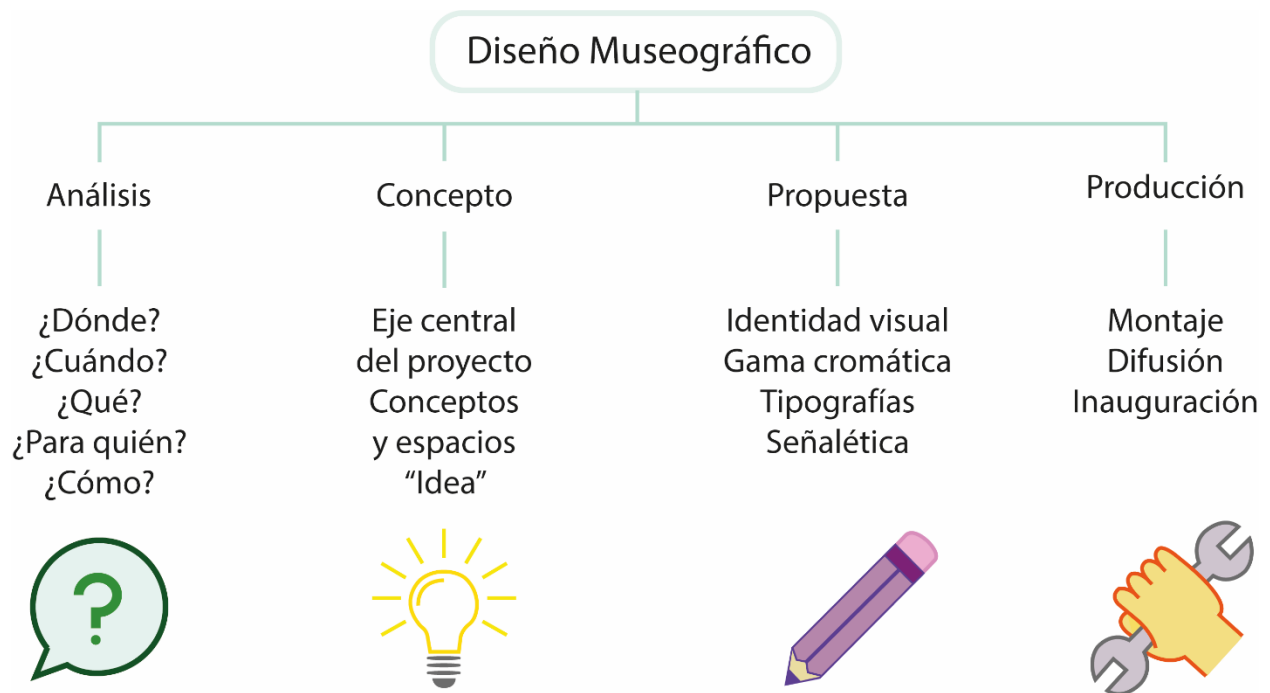 Diseño Museográfico
Análisis
Concepto
Propuesta
Producción
¿Dónde?
¿Cuándo?
¿Qué?
¿Para quién?
¿Cómo?
Eje central
del proyecto
Conceptos
y espacios
“Idea”
Identidad visual
Gama cromática
Tipografías
Señalética
Montaje
Difusión
Inauguración
?